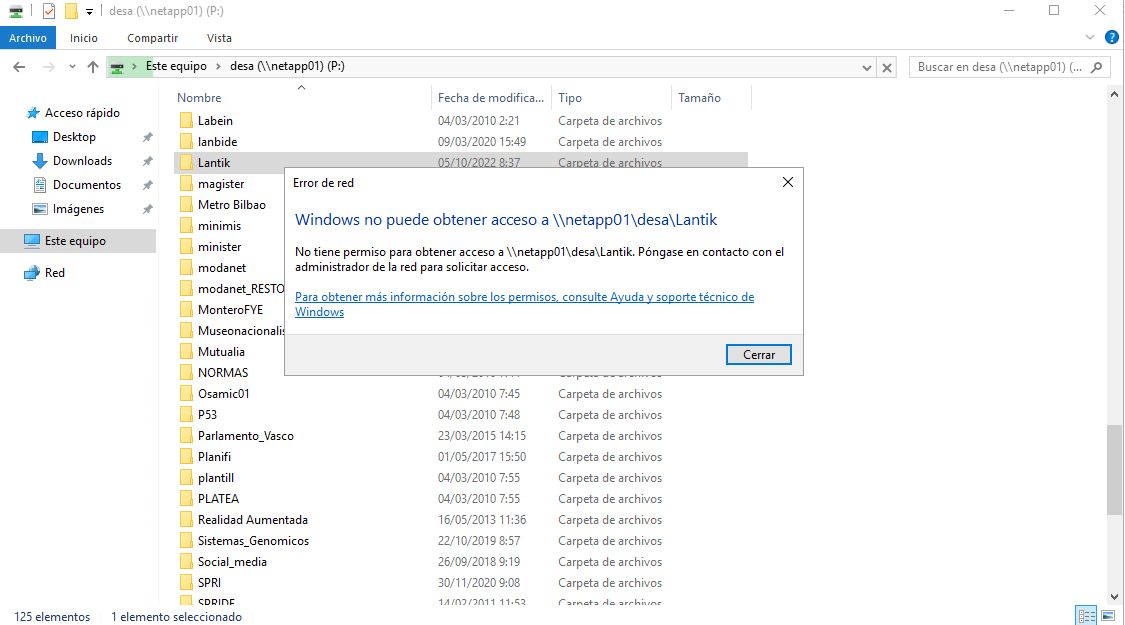 desa (\\netapp01) (P:)
Archivo Inicio Compartir Vista
Este equipo > desa (\\netapp01) (P:) Buscar en desa (\\netapp01) (...
Acceso rápido
Desktop
Downloads
Documentos
Imágenes
Este equipo
Red
Nombre Fecha de modifica... Tipo Tamaño
Labein 04/03/2010 2:21 Carpeta de archivos
lanbide 09/03/2020 15:49 Carpeta de archivos
Lantik 05/10/2022 8:37 Carpeta de archivos
magister
Metro Bilbao
minimis
minister
modanet
modanet_RESTO
MonteroFYE
Museonacionalis
Mutualia
NORMAS
Osamic01 04/03/2010 7:45 Carpeta de archivos
P53 04/03/2010 7:48 Carpeta de archivos
Parlamento_Vasco 23/03/2015 14:15 Carpeta de archivos
Planifi 01/05/2017 15:50 Carpeta de archivos
plantill 04/03/2010 7:55 Carpeta de archivos
PLATEA 04/03/2010 7:55 Carpeta de archivos
Realidad Aumentada 16/05/2013 11:36 Carpeta de archivos
Sistemas_Genomicos 22/10/2019 8:57 Carpeta de archivos
Social_media 26/09/2018 9:19 Carpeta de archivos
SPRI 30/11/2020 9:08 Carpeta de archivos
SPRIDE 14/02/2011 11:53 Carpeta de archivos
Error de red
Windows no puede obtener acceso a \\netapp01\desa\Lantik
No tiene permiso para obtener acceso a \\netapp01\desa\Lantik. Póngase en contacto con el
administrador de la red para solicitar acceso.
Para obtener más información sobre los permisos, consulte Ayuda y soporte técnico de
Windows
Cerrar
125 elementos 1 elemento seleccionado